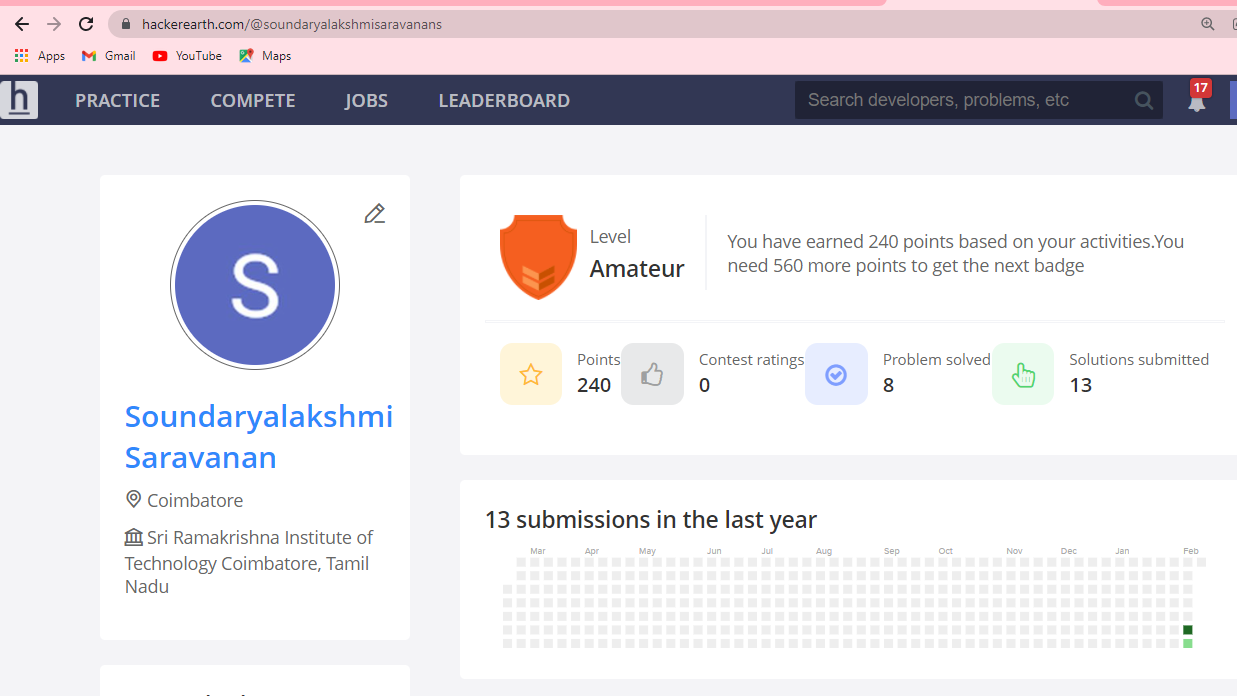 hackerearth.com/@soundaryalakshmisaravanans
Apps Gmail YouTube Maps
h PRACTICE COMPETE JOBS LEADERBOARD Search developers, problems, etc 17
S
Soundaryalakshmi
Saravanan
Coimbatore
Sri Ramakrishna Institute of
Technology Coimbatore, Tamil
Nadu
Level
Amateur
You have earned 240 points based on your activities.You
need 560 more points to get the next badge
Points
240
Contest ratings
0
Problem solved
8
Solutions submitted
13
13 submissions in the last year
Mar Apr May Jun Jul Aug Sep Oct Nov Dec Jan Feb